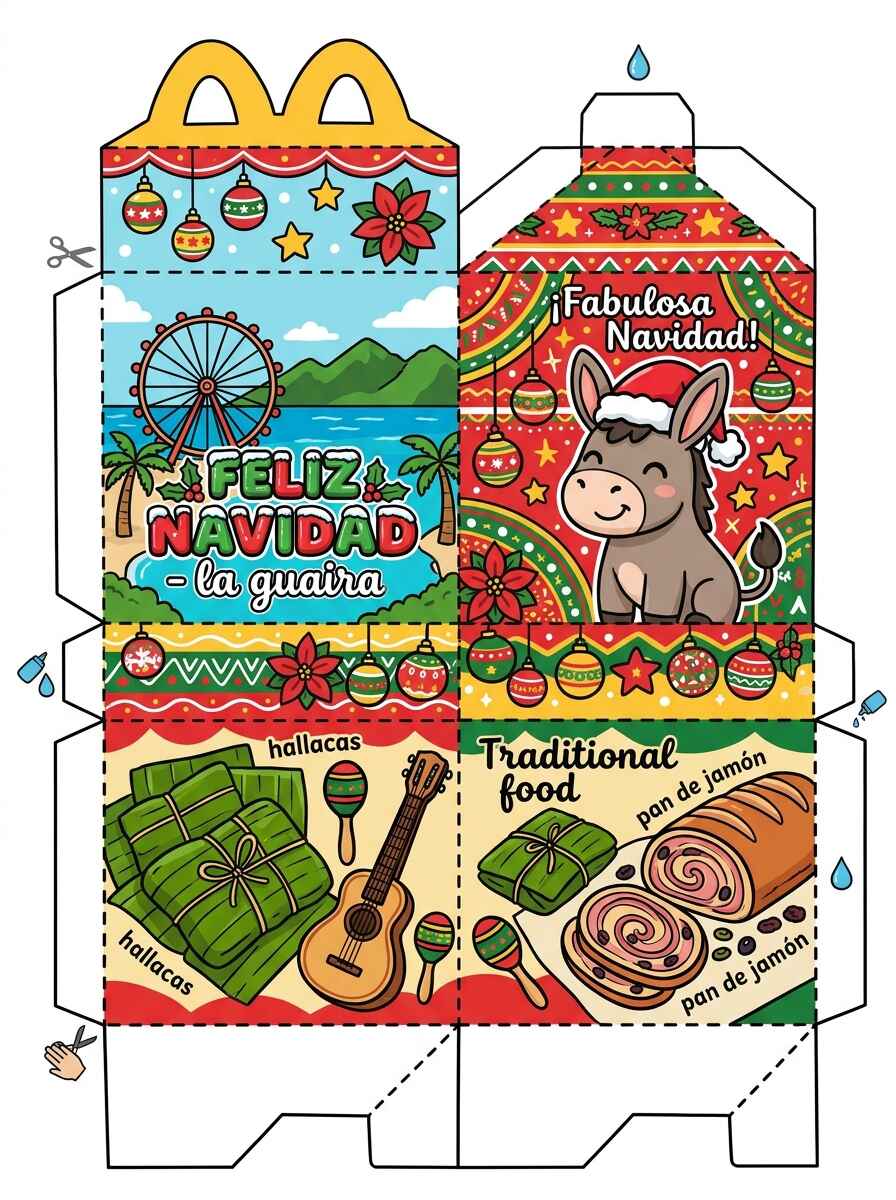 ¡Fabulosa
Navidad!
FELIZ
NAVIDAD
- la guaira
hallacas
hallacas
Traditional
food
pan de jamón
pan de jamón